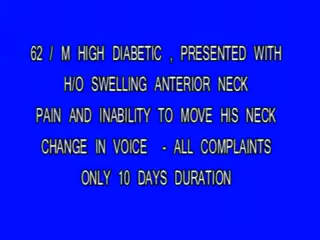 62 / M HIGH DIABETIC , PRESENTED WITH
H/O SWELLING ANTERIOR NECK
PAIN AND INABILITY TO MOVE HIS NECK
CHANGE IN VOICE - ALL COMPLAINTS
ONLY 10 DAYS DURATION